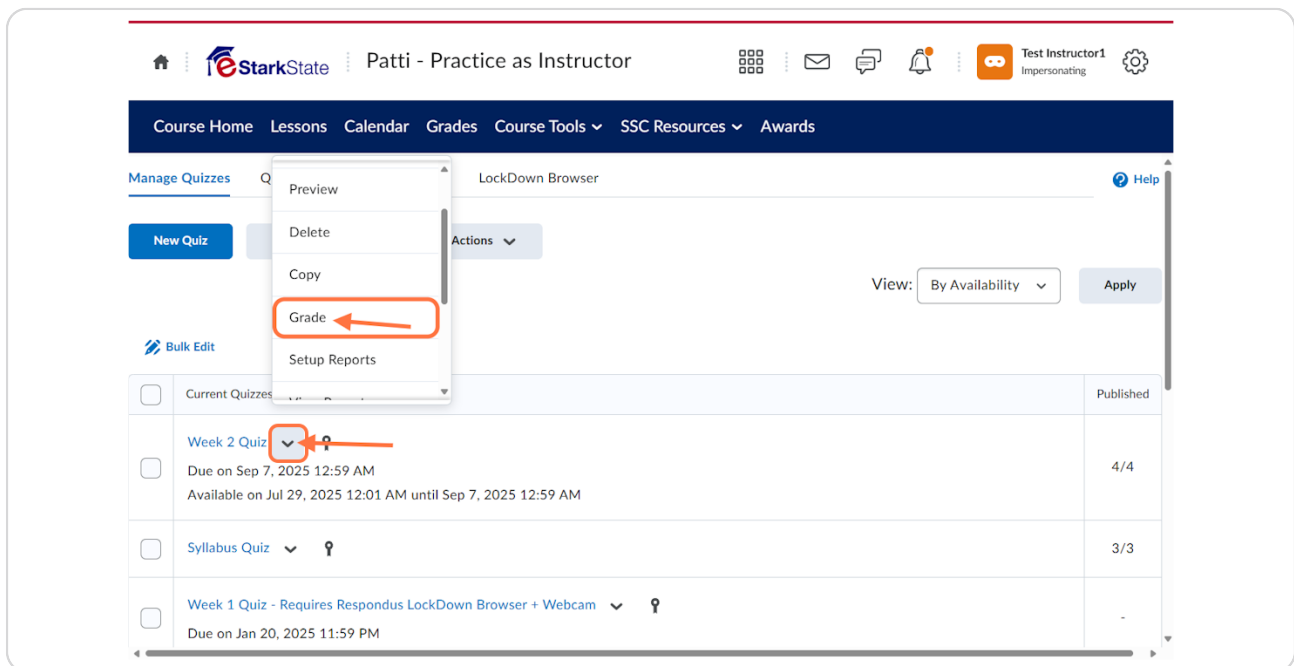 eStarkState Patti - Practice as Instructor Test Instructor1
Impersonating
Course Home Lessons Calendar Grades Course Tools SSC Resources Awards
Manage Quizzes Q LockDown Browser Help
Preview
New Quiz Actions
Delete
Copy
View: By Availability Apply
Grade
Bulk Edit
Setup Reports
Current Quizzes Published
Week 2 Quiz
Due on Sep 7, 2025 12:59 AM
4/4
Available on Jul 29, 2025 12:01 AM until Sep 7, 2025 12:59 AM
Syllabus Quiz 3/3
Week 1 Quiz - Requires Respondus LockDown Browser + Webcam
-
Due on Jan 20, 2025 11:59 PM